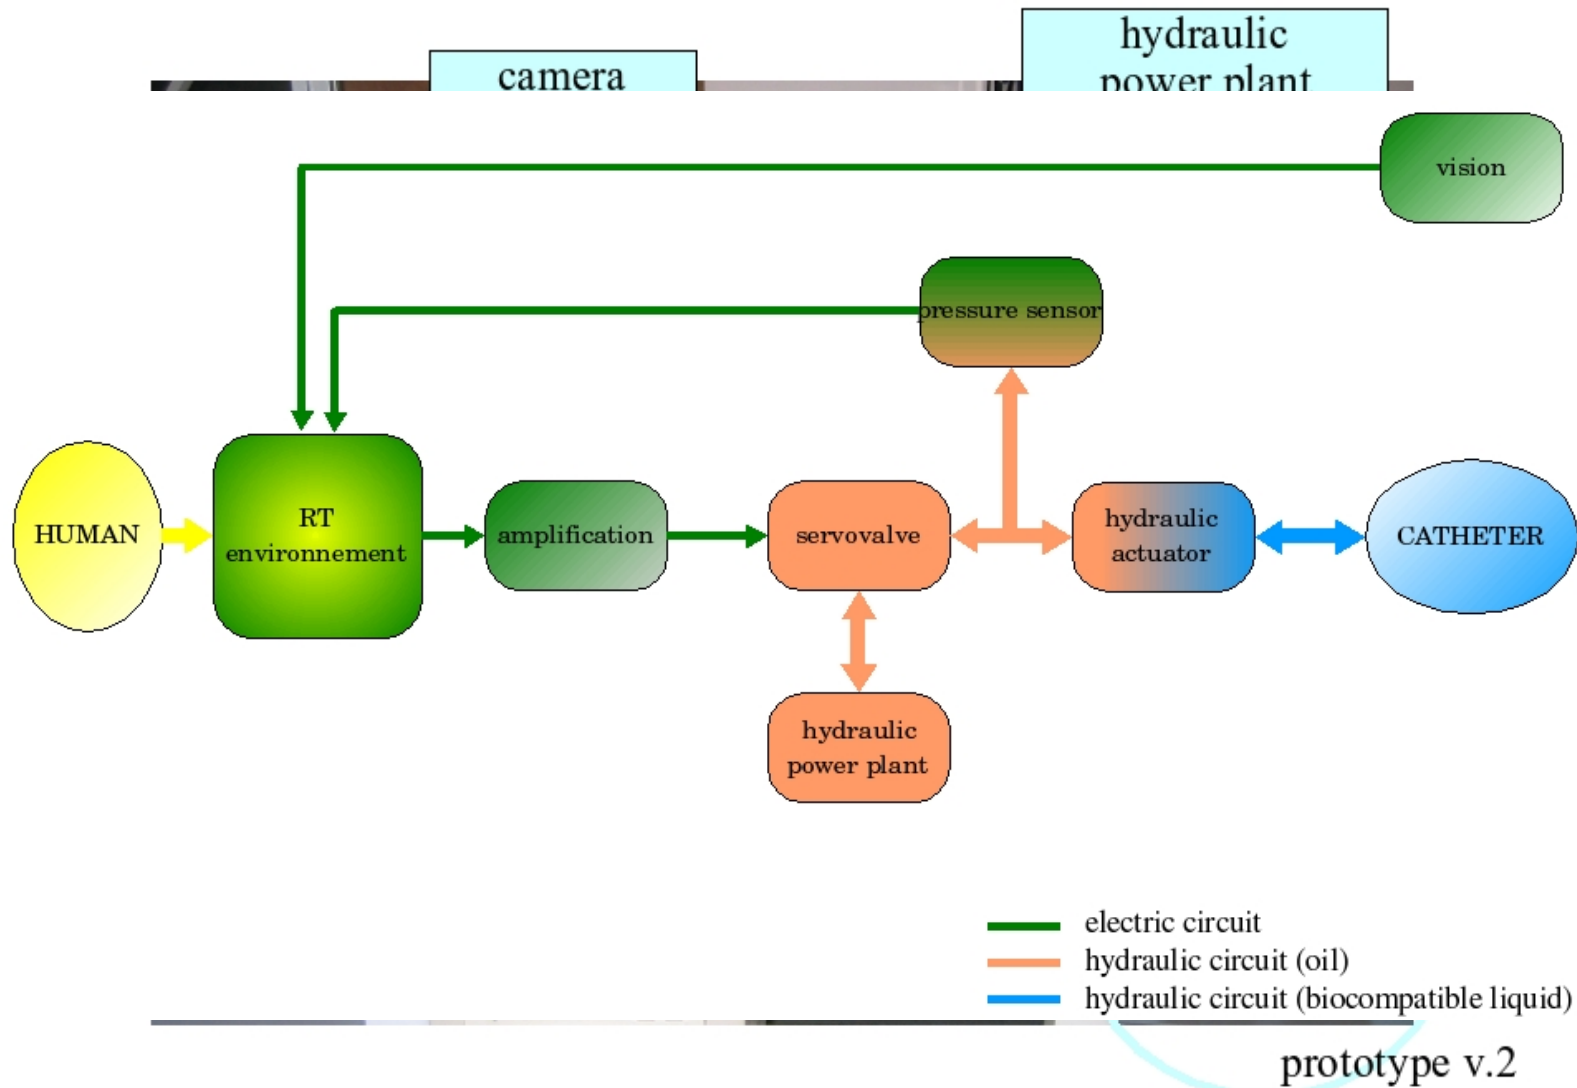 hydraulic
power plant
camera
vision
pressure sensor
HUMAN
RT
environnement
amplification
servovalve
hydraulic
actuator
CATHETER
hydraulic
power plant
electric circuit
hydraulic circuit (oil)
hydraulic circuit (biocompatible liquid)
prototype v.2